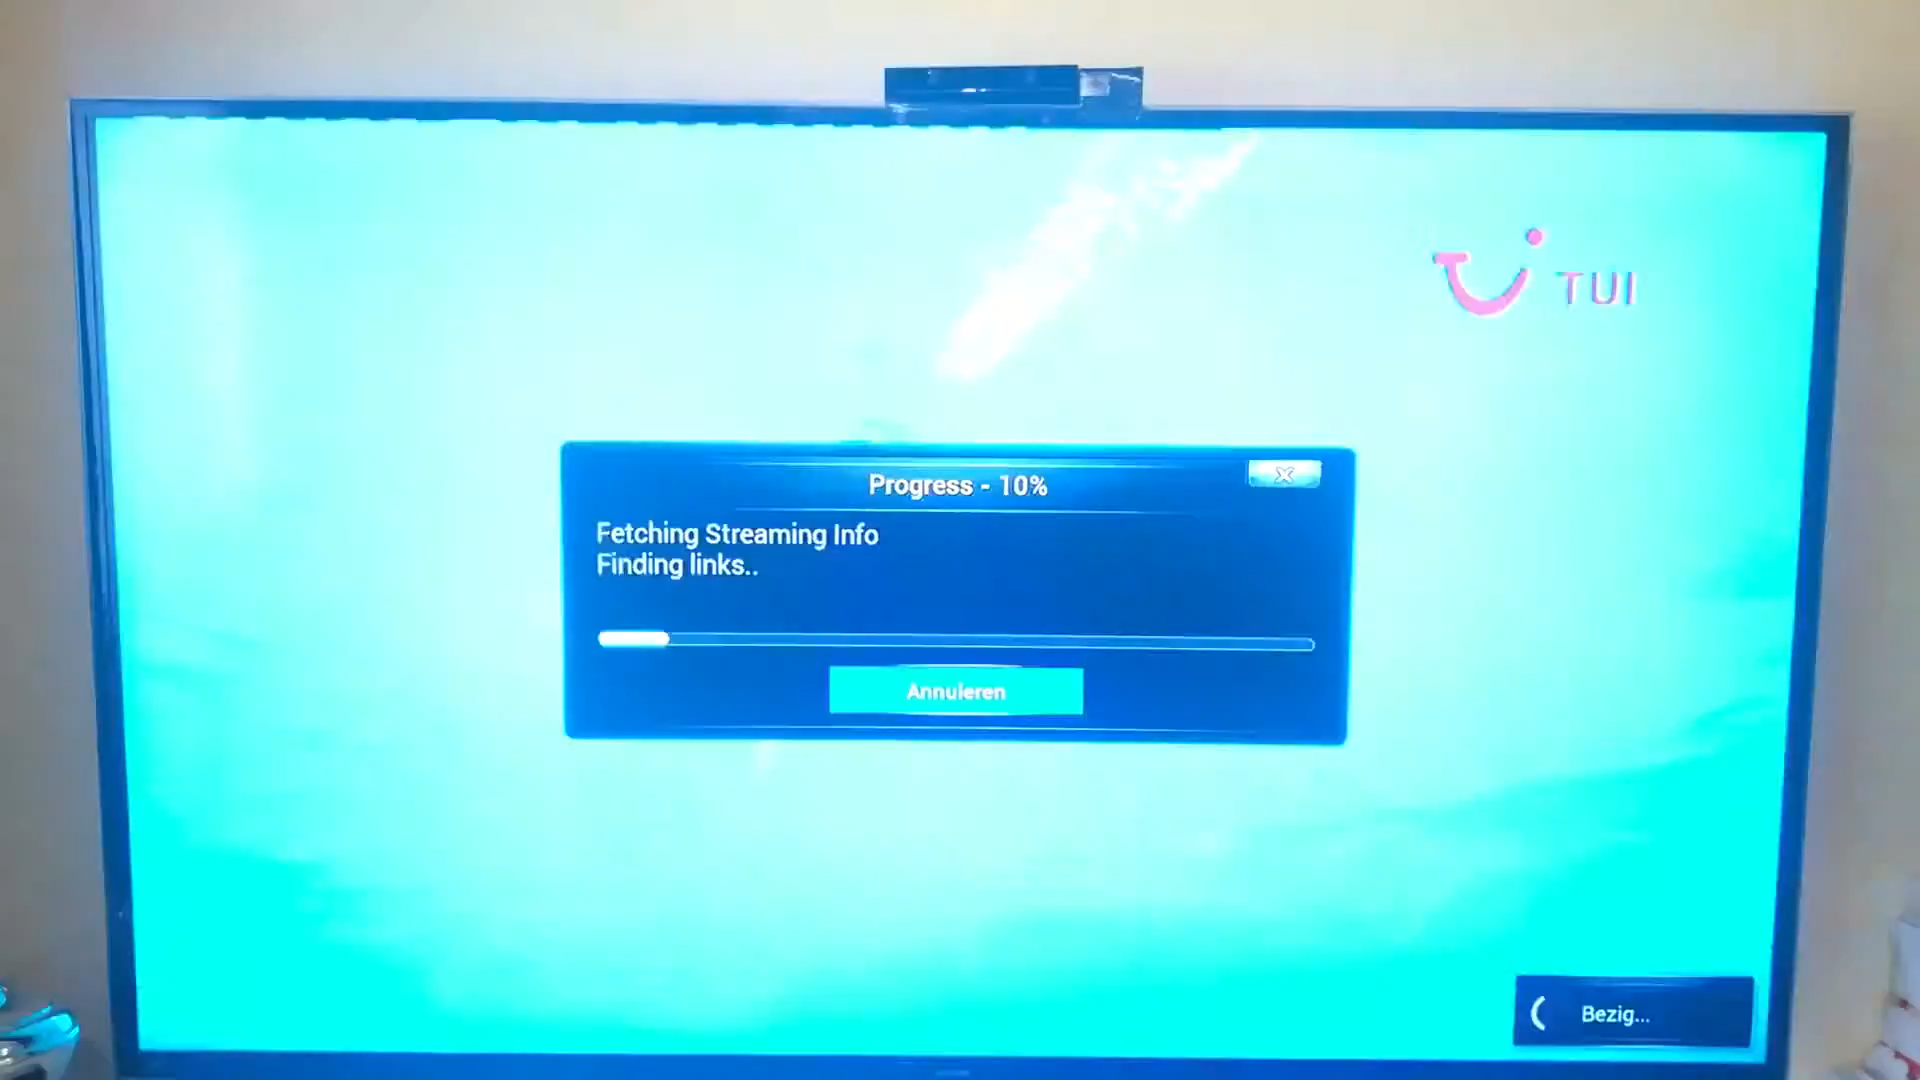 TUI
Progress - 10%
Fetching Streaming Info
Finding links..
Annuleren
Bezig...